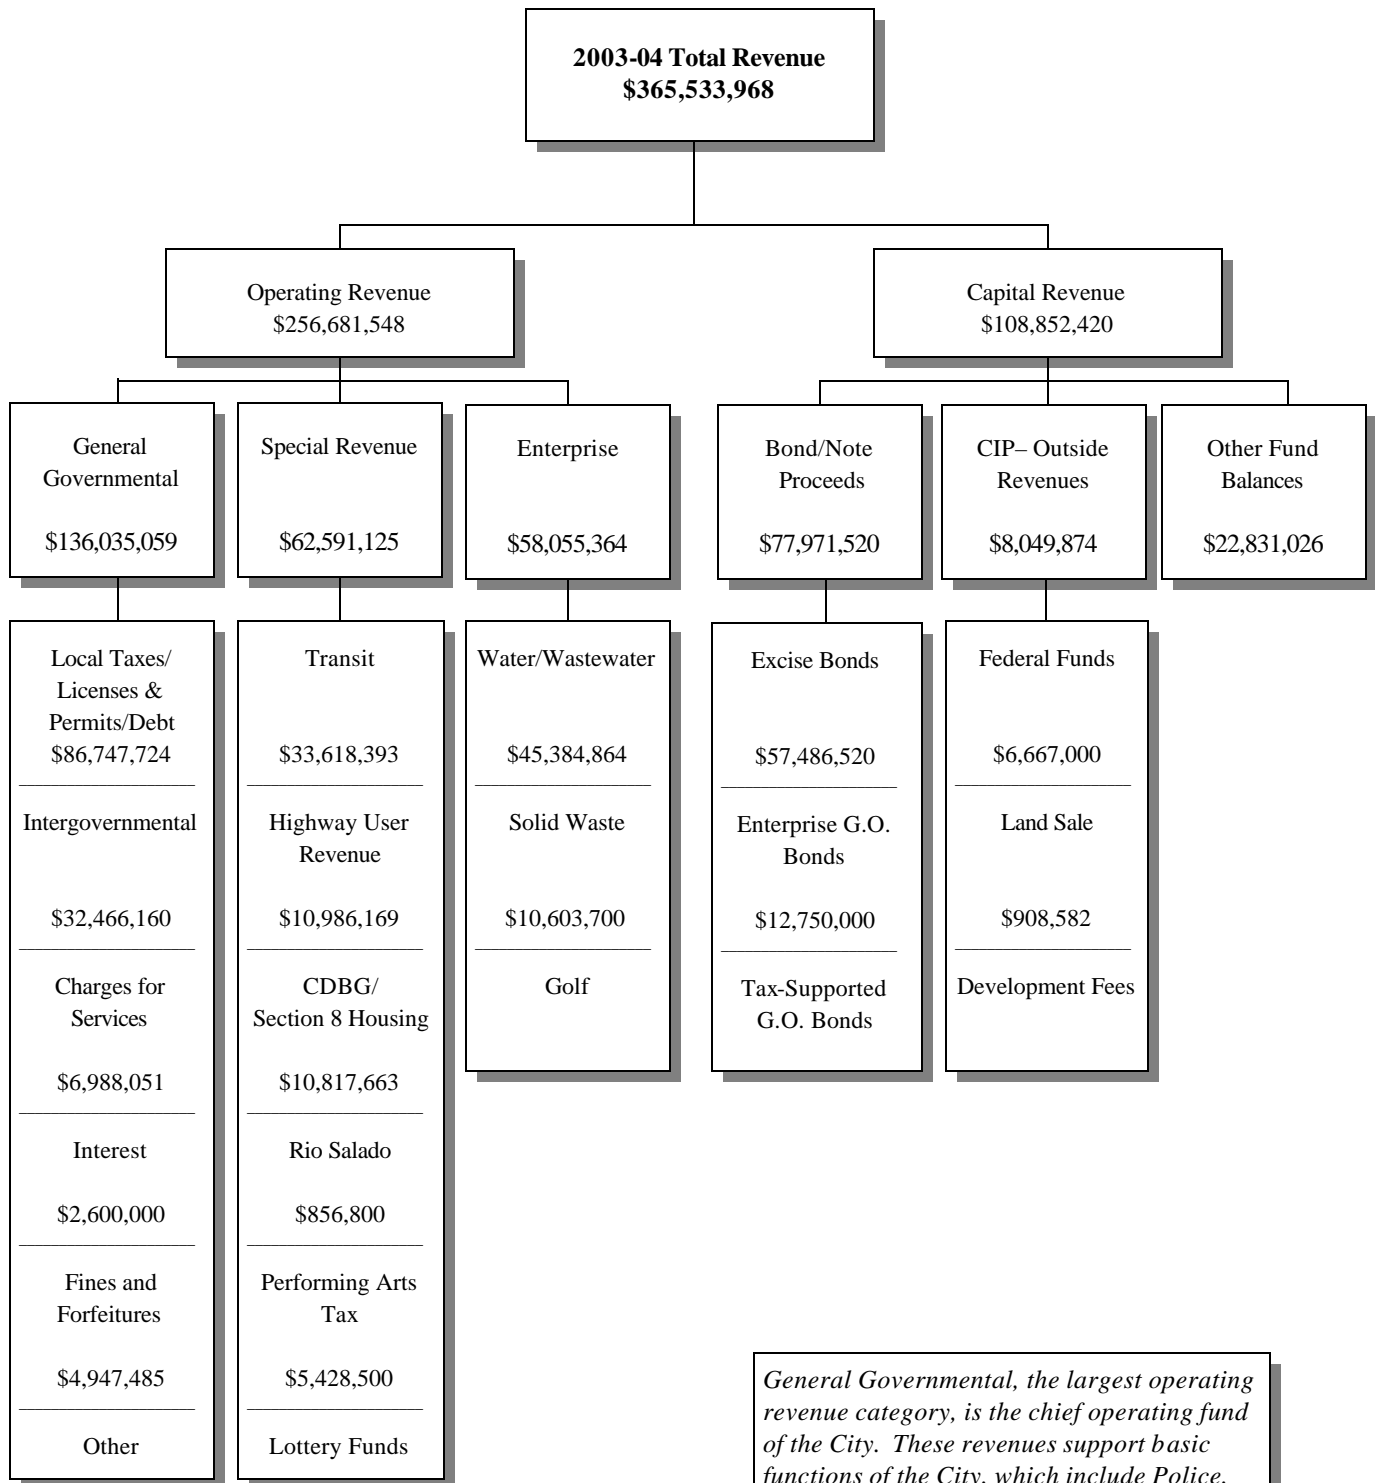 2003-04 Total Revenue
$365,533,968
Operating Revenue
$256,681,548
Capital Revenue
$108,852,420
General
Governmental
$136,035,059
Special Revenue
$62,591,125
Enterprise
$58,055,364
Bond/Note
Proceeds
$77,971,520
CIP– Outside
Revenues
$8,049,874
Other Fund
Balances
$22,831,026
Local Taxes/
Licenses &
Permits/Debt
$86,747,724
Intergovernmental
$32,466,160
Charges for
Services
$6,988,051
Interest
$2,600,000
Fines and
Forfeitures
$4,947,485
Other
Transit
$33,618,393
Highway User
Revenue
$10,986,169
CDBG/
Section 8 Housing
$10,817,663
Rio Salado
$856,800
Performing Arts
Tax
$5,428,500
Lottery Funds
Water/Wastewater
$45,384,864
Solid Waste
$10,603,700
Golf
Excise Bonds
$57,486,520
Enterprise G.O.
Bonds
$12,750,000
Tax-Supported
G.O. Bonds
Federal Funds
$6,667,000
Land Sale
$908,582
Development Fees
General Governmental, the largest operating
revenue category, is the chief operating fund
of the City. These revenues support basic
functions of the City, which include Police,